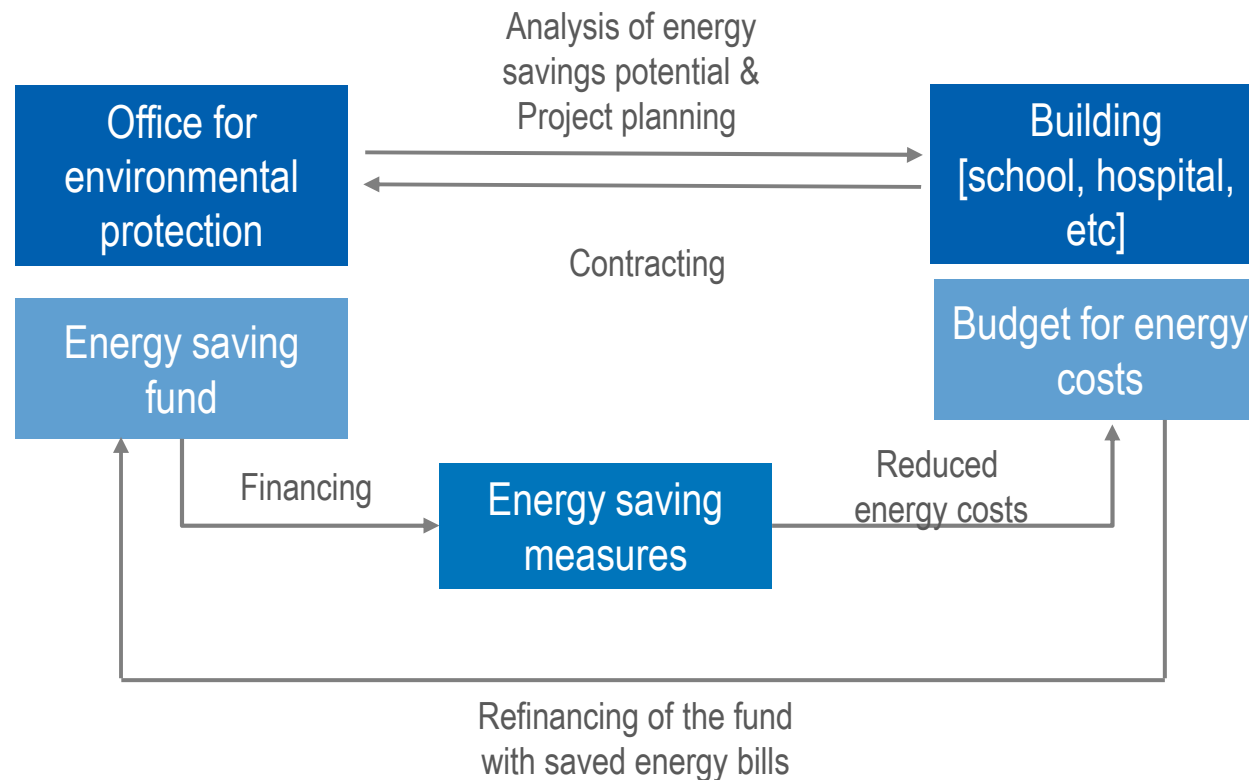 Analysis of energy
savings potential &
Project planning
Office for
environmental
protection
Building
[school, hospital,
etc]
Contracting
Energy saving
fund
Budget for energy
costs
Financing
Energy saving
measures
Reduced
energy costs
Refinancing of the fund
with saved energy bills